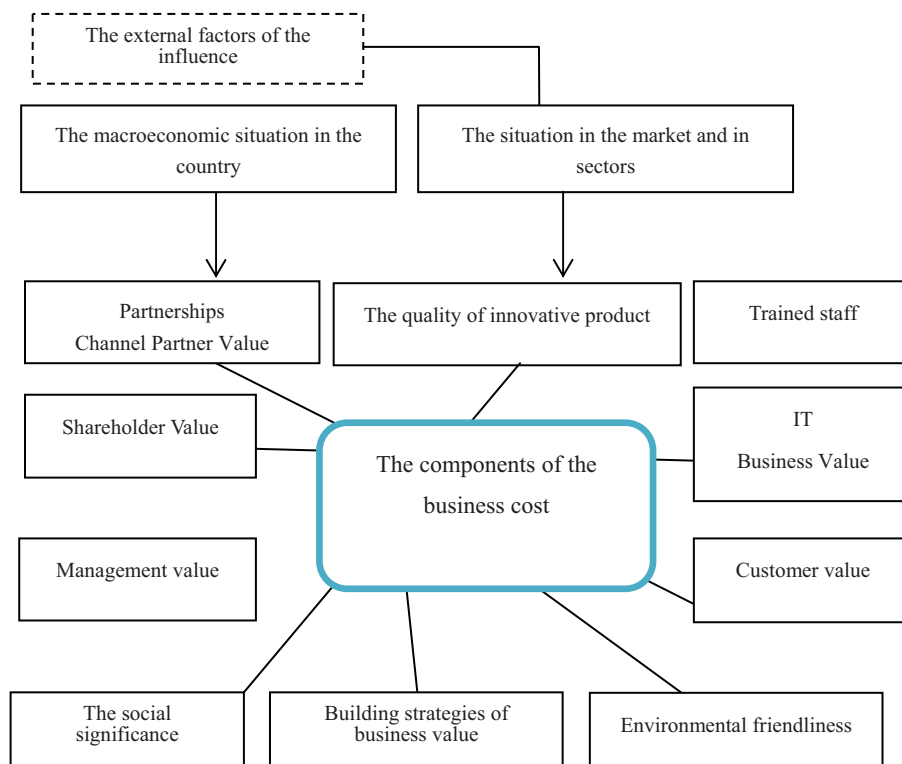 The external factors of the
influence
The macroeconomic situation in the
country
The situation in the market and in
sectors
Partnerships
Channel Partner Value
The quality of innovative product
Trained staff
Shareholder Value
The components of the
business cost
IT
Business Value
Management value
Customer value
The social
significance
Building strategies of
business value
Environmental friendliness